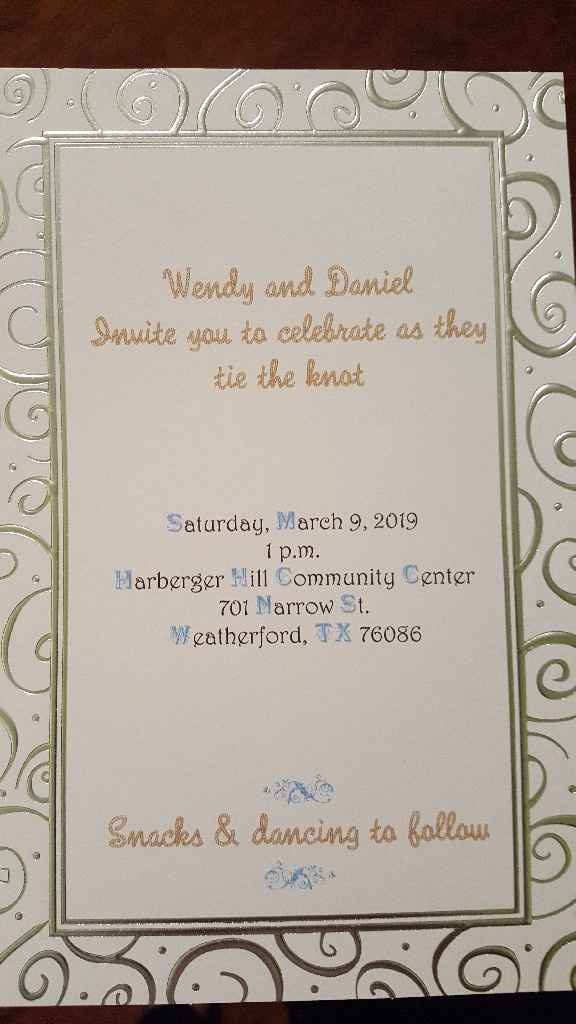 Wendy and Daniel
Invite you to celebrate as they
tie the knot
Saturday, March 9, 2019
1 p.m.
Harberger Hill Community Center
701 Narrow St.
Weatherford, TX 76086
Snacks & dancing to follow